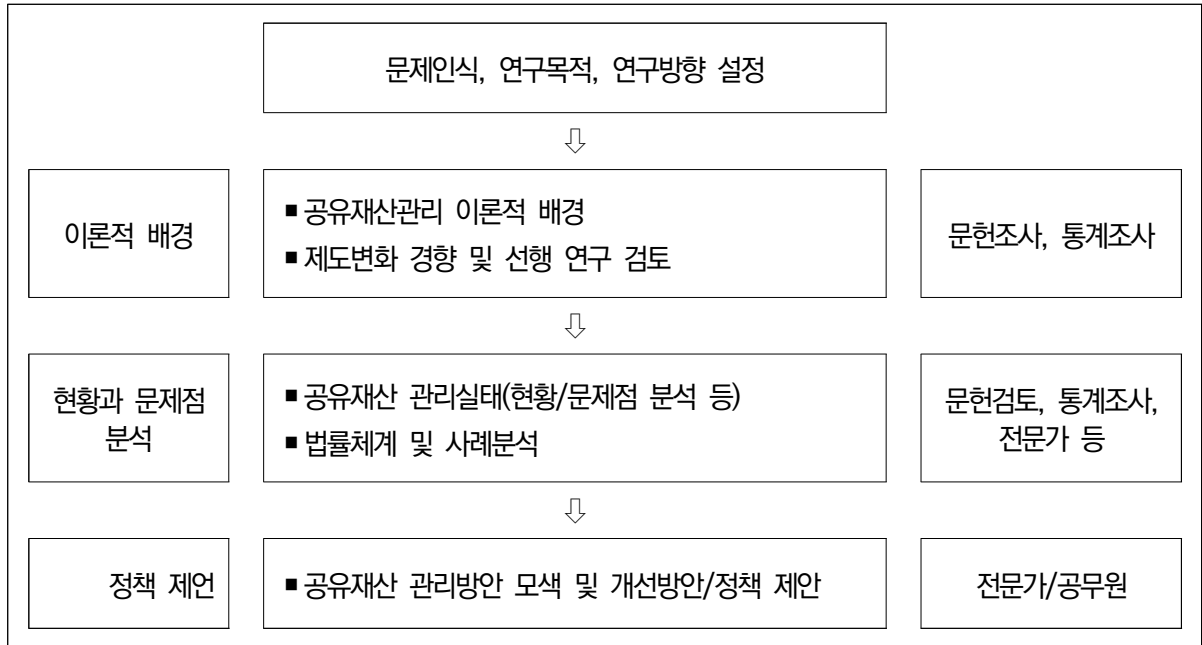 문제인식, 연구목적, 연구방향 설정
⇩
이론적 배경
■ 공유재산관리 이론적 배경
■ 제도변화 경향 및 선행 연구 검토
문헌조사, 통계조사
⇩
현황과 문제점
분석
■ 공유재산 관리실태(현황/문제점 분석 등)
■ 법률체계 및 사례분석
문헌검토, 통계조사,
전문가 등
⇩
정책 제언
■ 공유재산 관리방안 모색 및 개선방안/정책 제안
전문가/공무원